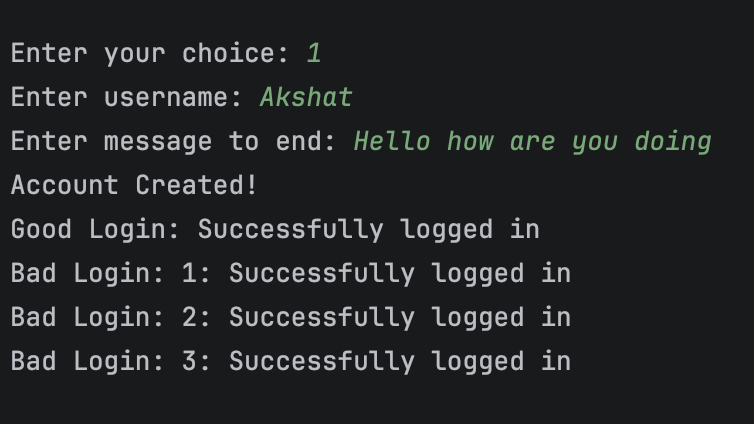 Enter your choice: 1
Enter username: Akshat
Enter message to end: Hello how are you doing
Account Created!
Good Login: Successfully logged in
Bad Login: 1: Successfully logged in
Bad Login: 2: Successfully logged in
Bad Login: 3: Successfully logged in